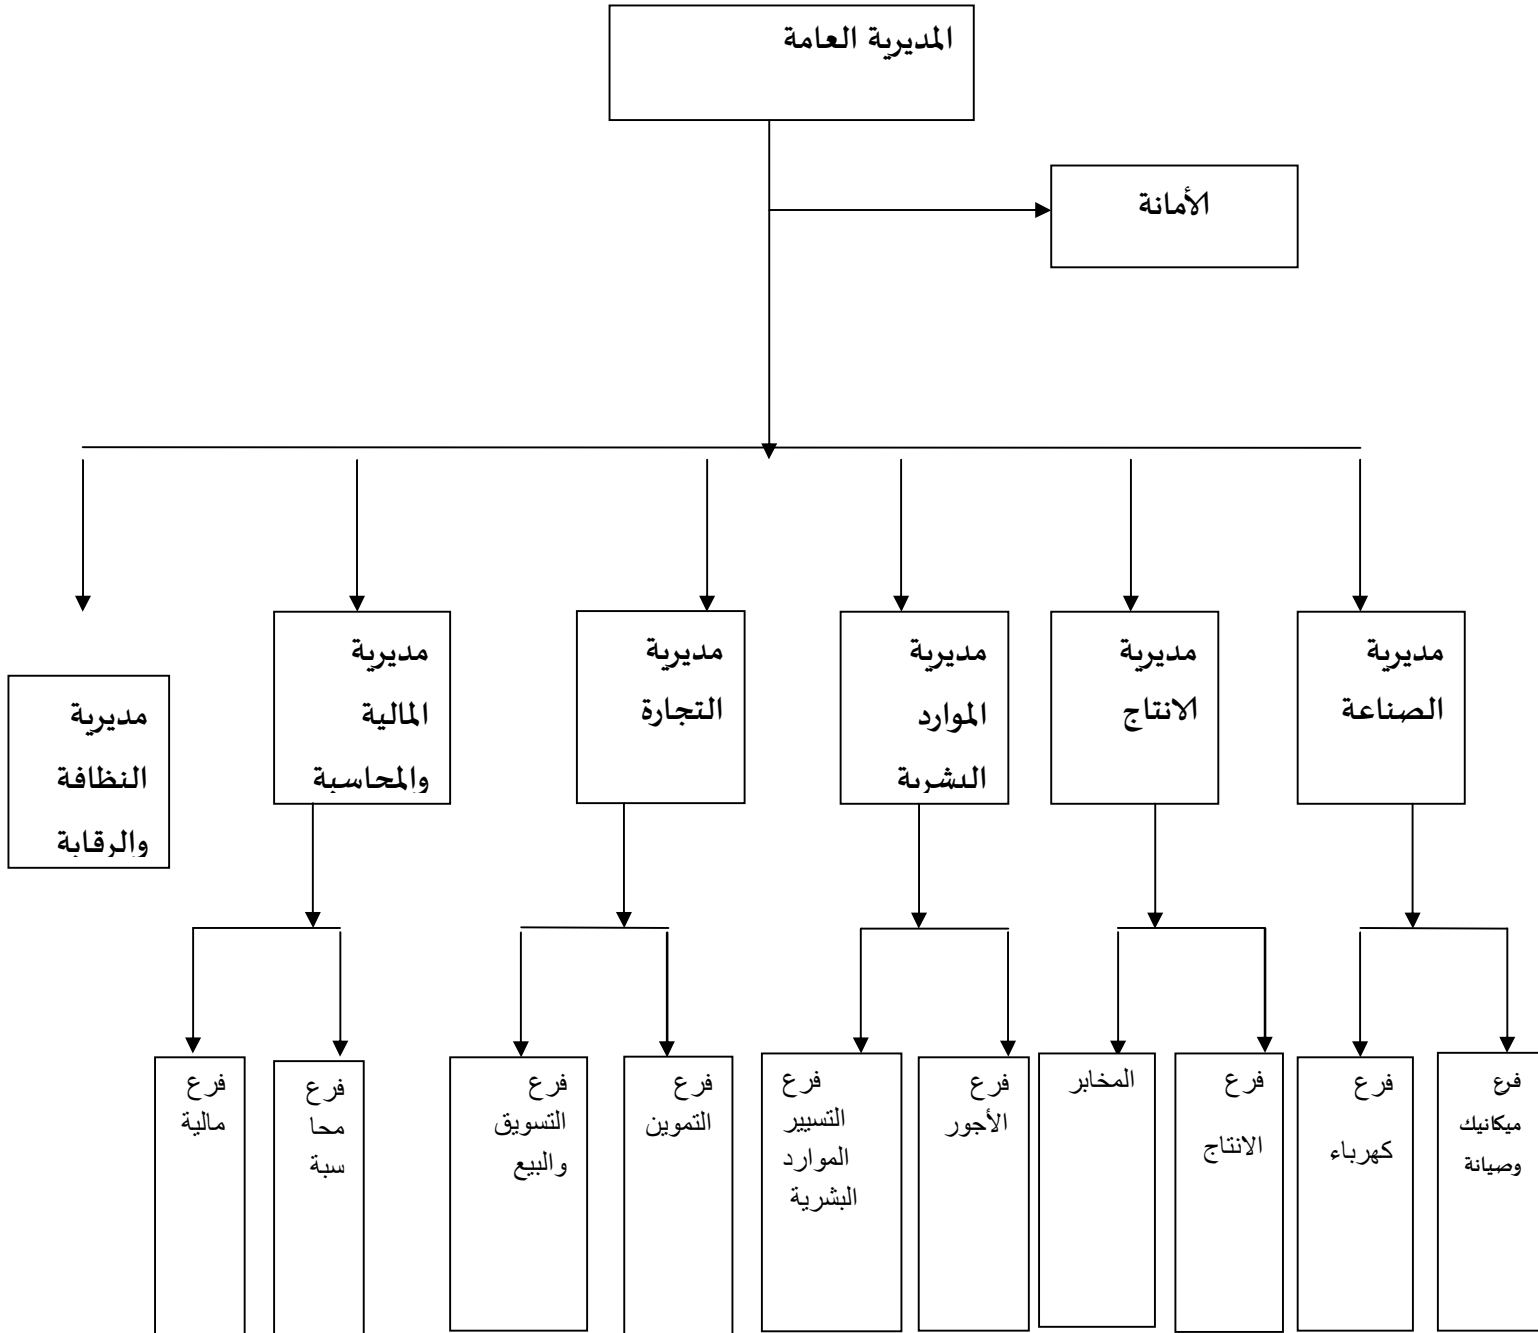 المديرية العامة
الأمانة
مديرية
الصناعة
مديرية
الانتاج
مديرية
الموارد
البشرية
مديرية
التجارة
مديرية
المالية
والمحاسبة
مديرية
النظافة
والرقابة
فرع
ميكانيك
وصيانة
فرع
كهرباء
فرع
الانتاج
المخابر
فرع
الأجور
فرع
التسيير
الموارد
البشرية
فرع
التموين
فرع
التسويق
والبيع
فرع
محا
سبة
فرع
مالية